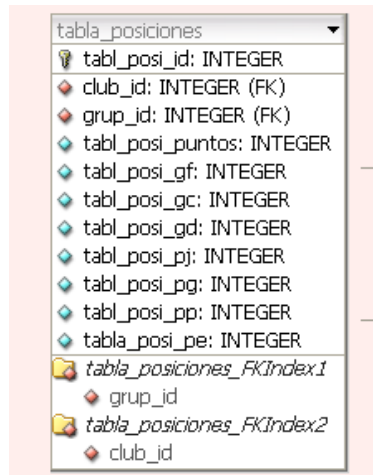 tabla_posiciones
tabl_posi_id: INTEGER
club_id: INTEGER (FK)
grup_id: INTEGER (FK)
tabl_posi_puntos: INTEGER
tabl_posi_gf: INTEGER
tabl_posi_gc: INTEGER
tabl_posi_gd: INTEGER
tabl_posi_pj: INTEGER
tabl_posi_pg: INTEGER
tabl_posi_pp: INTEGER
tabla_posi_pe: INTEGER
tabla_posiciones_FKIndex1
grup_id
tabla_posiciones_FKIndex2
club_id